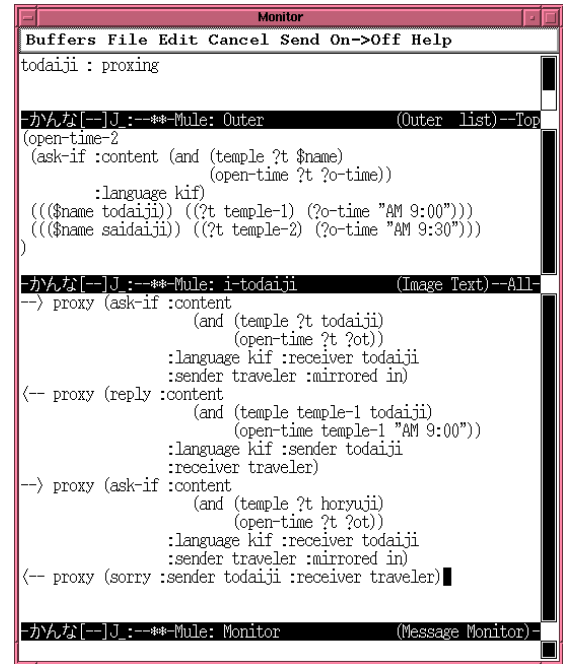 Monitor
Buffers File Edit Cancel Send On->Off Help
todaiji : proxing
-かんな[--]J_:--**-Mule: Outer (Outer list)--Top
(open-time-2
(ask-if :content (and (temple ?t $name)
(open-time ?t ?o-time))
:language kif)
((($name todaiji)) ((?t temple-1) (?o-time "AM 9:00")))
((($name saidaiji)) ((?t temple-2) (?o-time "AM 9:30")))
)
-かんな[--]J_:--**-Mule: i-todaiji (Image Text)--All-
--> proxy (ask-if :content
(and (temple ?t todaiji)
(open-time ?t ?ot))
:language kif :receiver todaiji
:sender traveler :mirrored in)
<-- proxy (reply :content
(and (temple temple-1 todaiji)
(open-time temple-1 "AM 9:00"))
:language kif :sender todaiji
:receiver traveler)
--> proxy (ask-if :content
(and (temple ?t horyuji)
(open-time ?t ?ot))
:language kif :receiver todaiji
:sender traveler :mirrored in)
<-- proxy (sorry :sender todaiji :receiver traveler)
-かんな[--]J_:--**-Mule: Monitor (Message Monitor)-